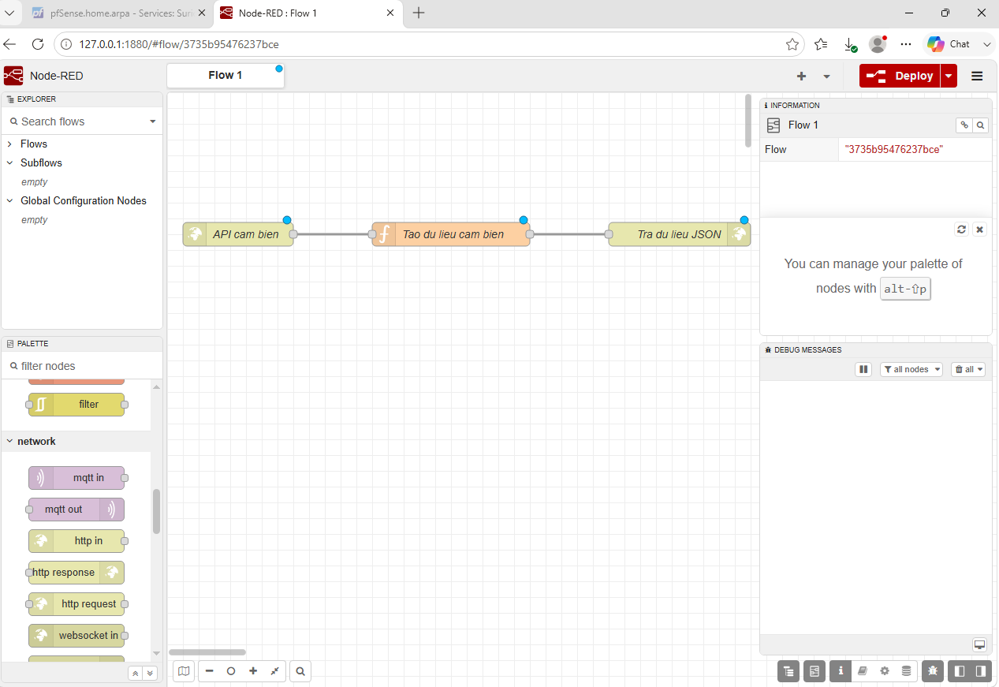 pfSense.home.arpa - Services: Suri
Node-RED : Flow 1
127.0.0.1:1880/#flow/3735b95476237bce
Chat
Node-RED
Flow 1
Deploy
EXPLORER
Search flows
Flows
Subflows
empty
Global Configuration Nodes
empty
PALETTE
filter nodes
filter
network
mqtt in
mqtt out
http in
http response
http request
websocket in
API cam bien
Tao du lieu cam bien
Tra du lieu JSON
INFORMATION
Flow 1
Flow
"3735b95476237bce"
You can manage your palette of
nodes with alt-⇧p
DEBUG MESSAGES
all nodes
all